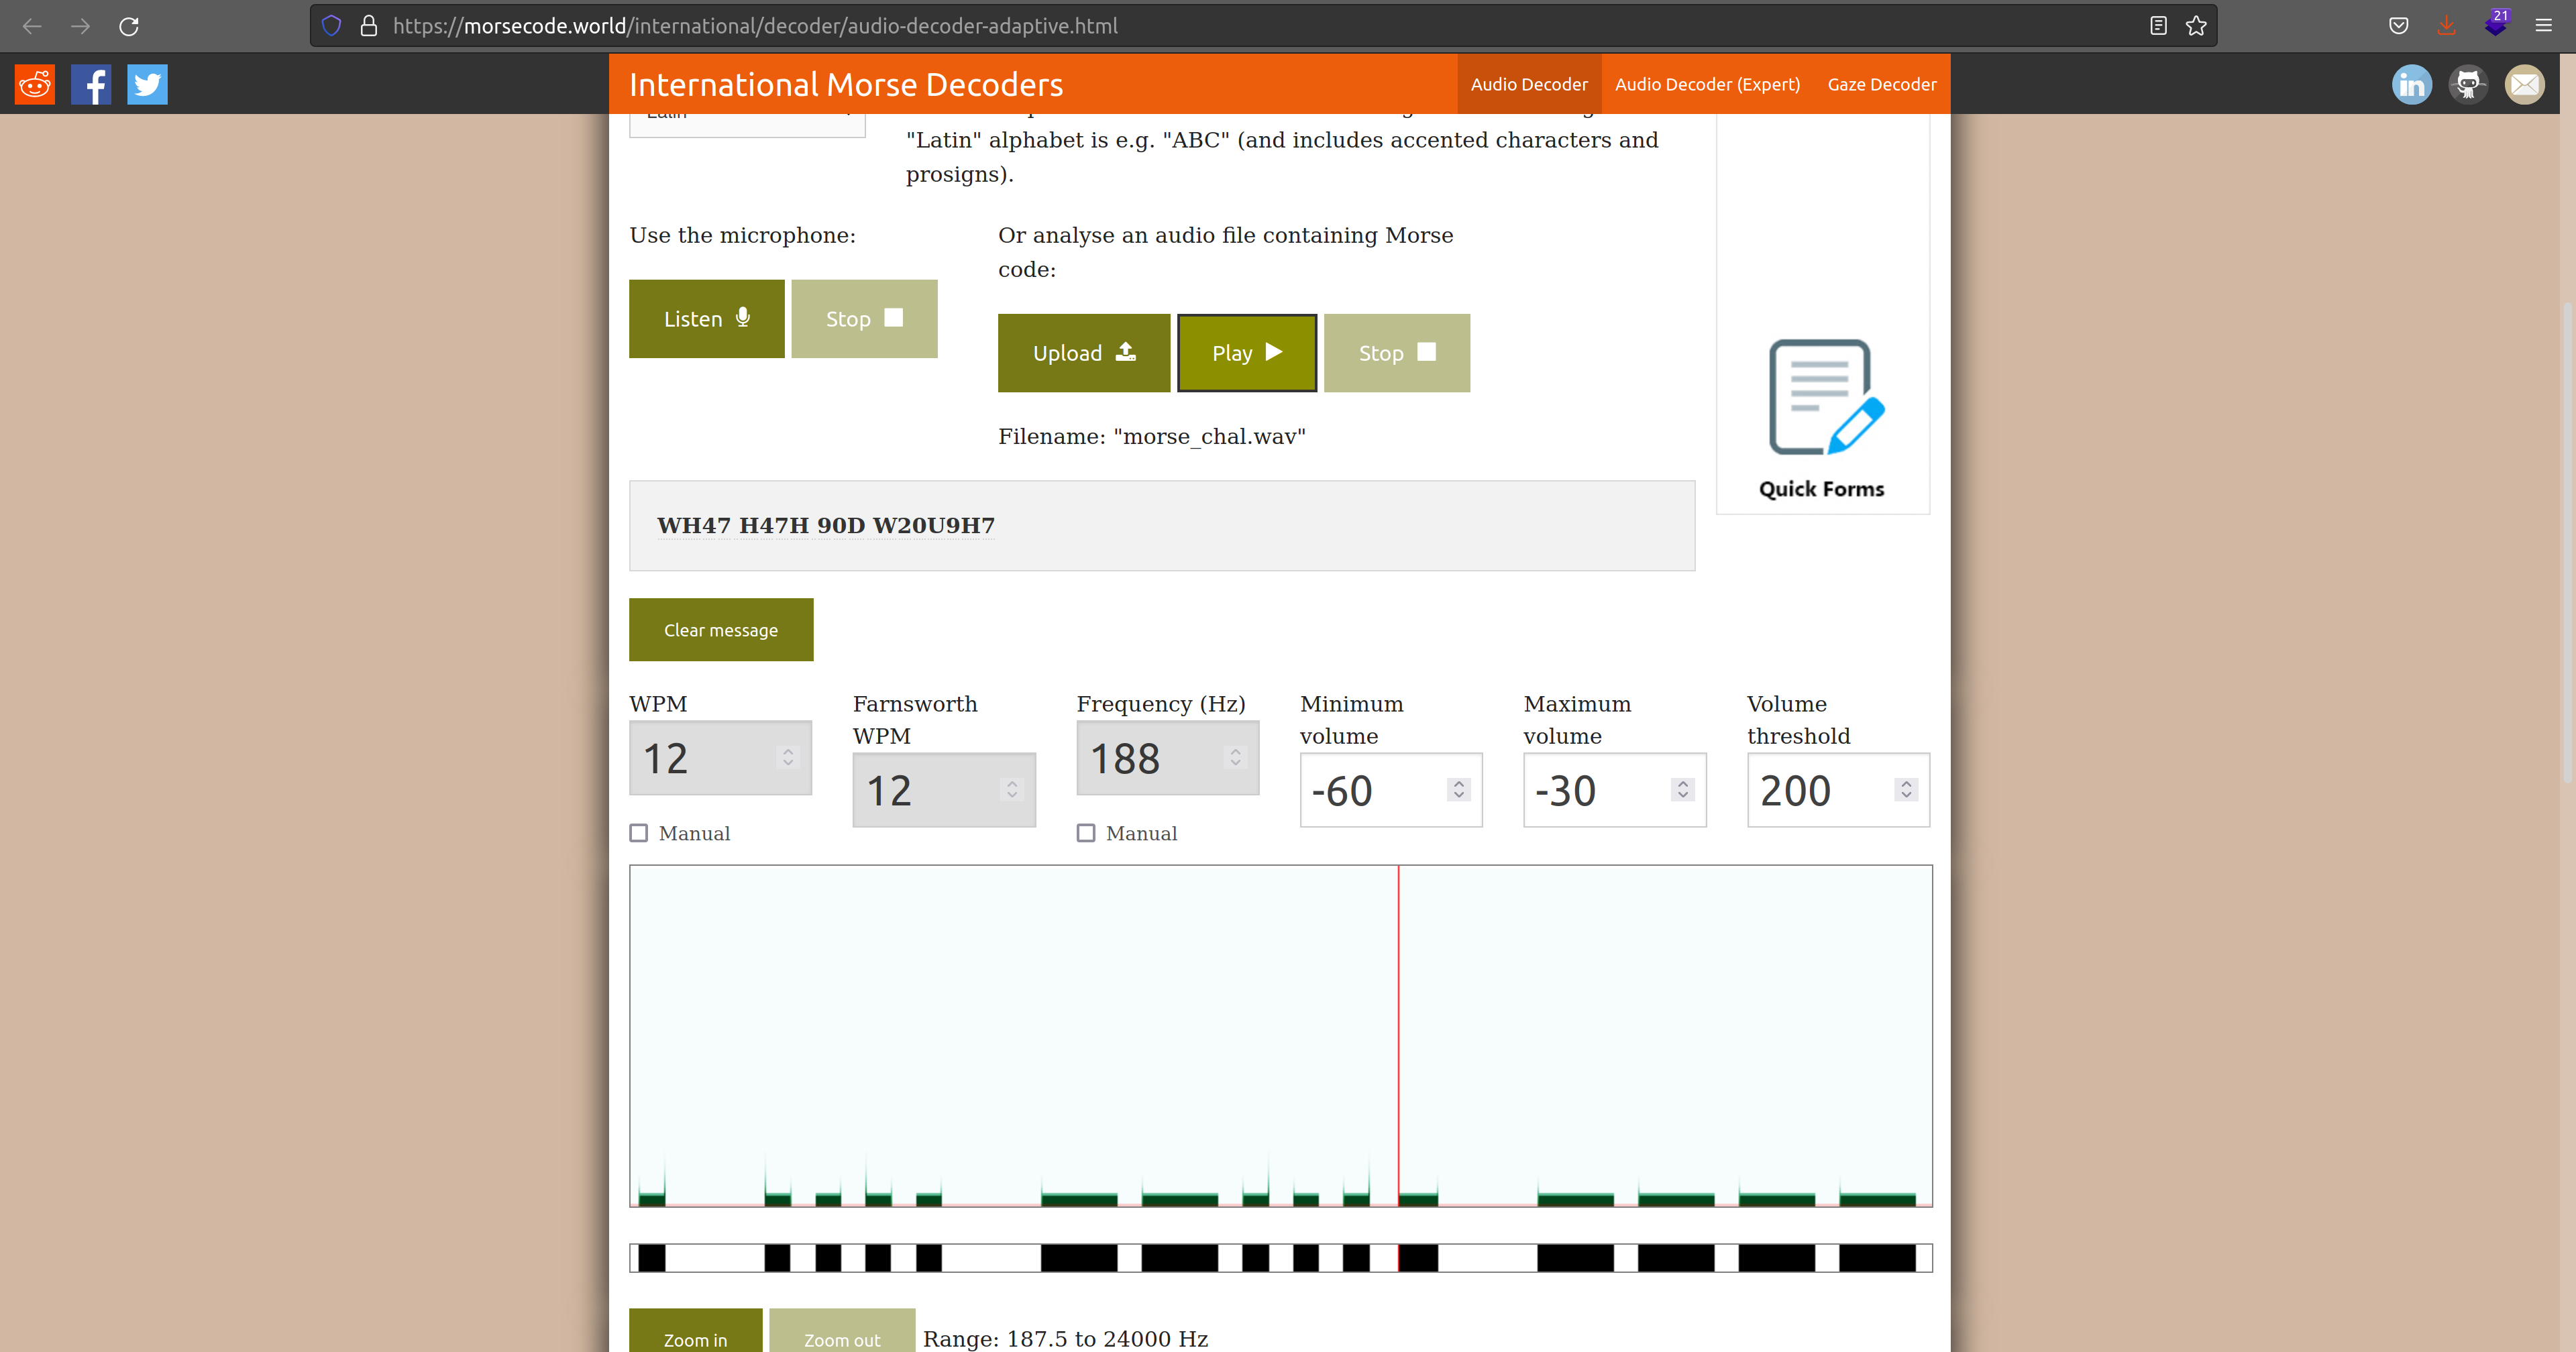 https://morsecode.world/international/decoder/audio-decoder-adaptive.html
21
International Morse Decoders
Audio Decoder
Audio Decoder (Expert)
Gaze Decoder
"Latin" alphabet is e.g. "ABC" (and includes accented characters and
prosigns).
Use the microphone:
Or analyse an audio file containing Morse
code:
Listen
Stop
Upload
Play
Stop
Filename: "morse_chal.wav"
Quick Forms
WH47 H47H 90D W20U9H7
Clear message
WPM
12
Manual
Farnsworth
WPM
12
Frequency (Hz)
188
Manual
Minimum
volume
-60
Maximum
volume
-30
Volume
threshold
200
Zoom in
Zoom out
Range: 187.5 to 24000 Hz